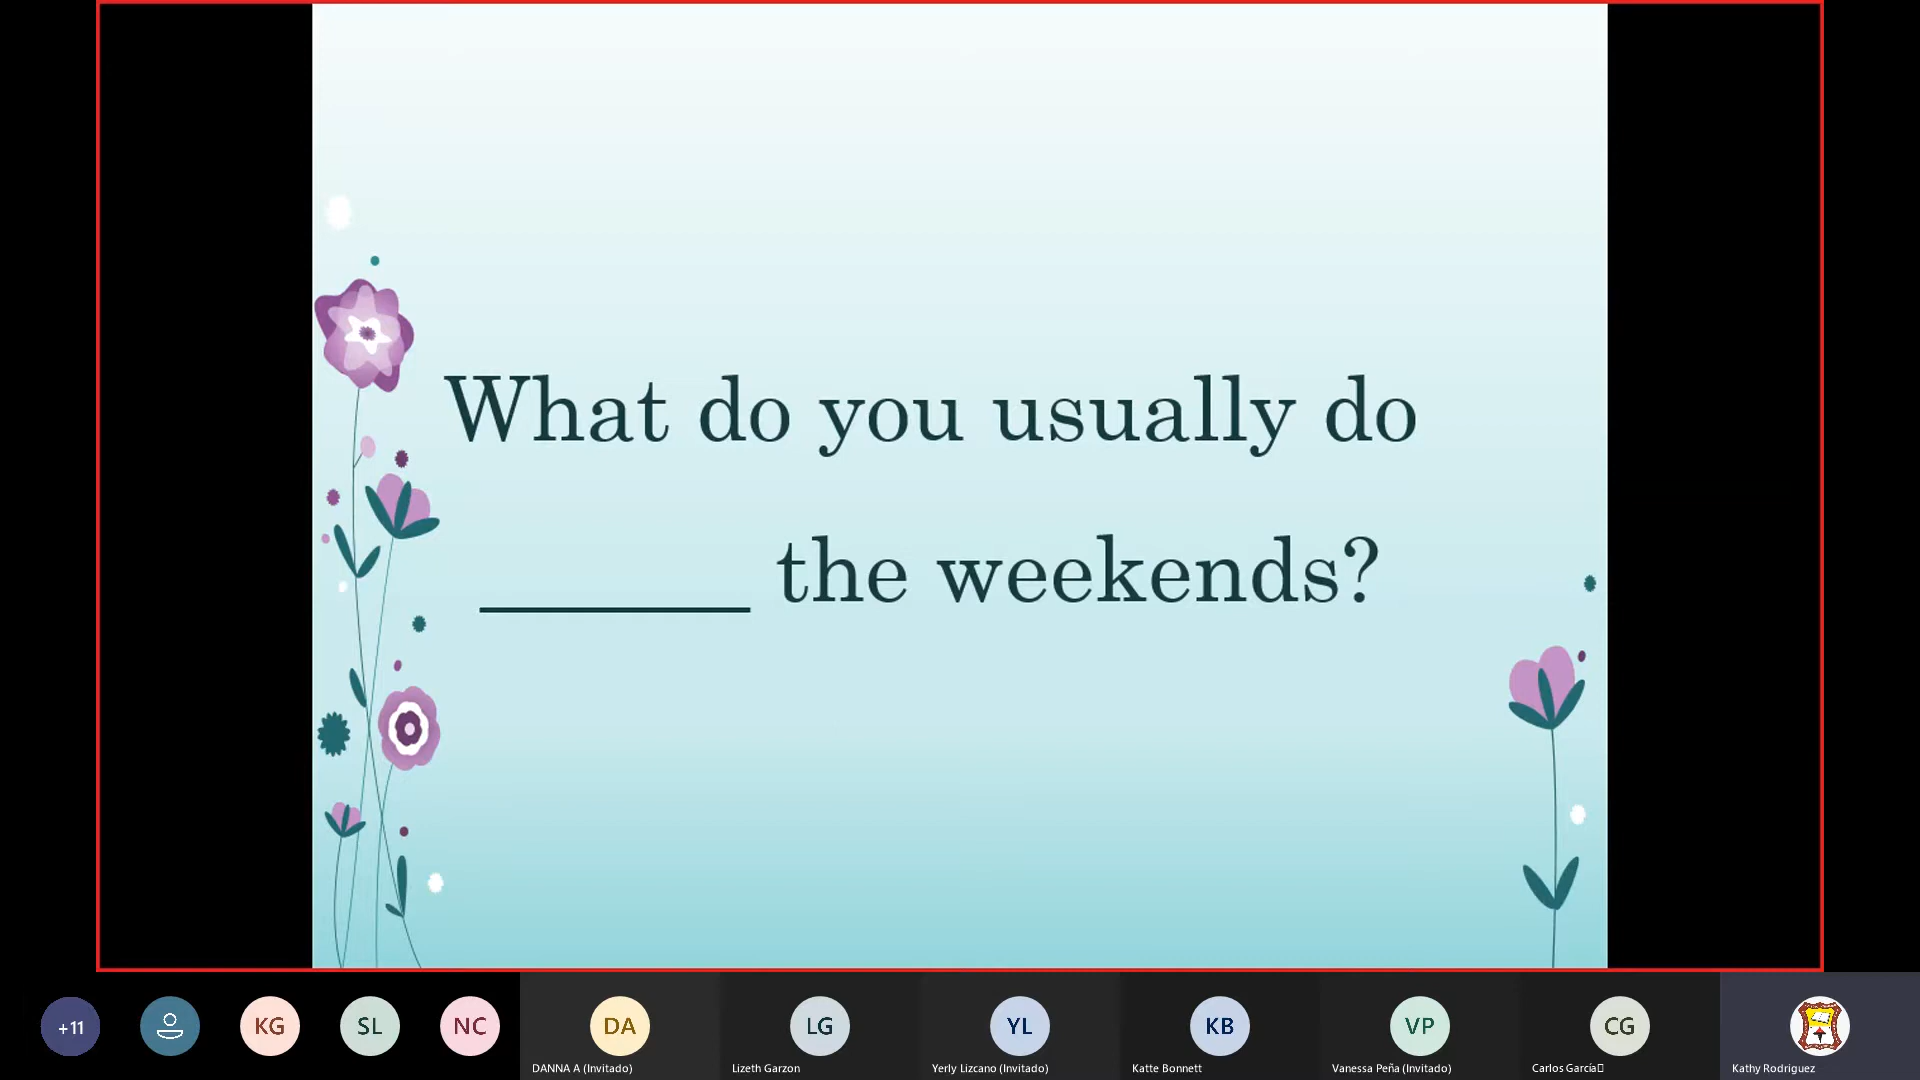 What do you usually do
______ the weekends?
+11
KG
SL
NC
DA
LG
YL
KB
VP
CG
DANNA A (Invitado)
Lizeth Garzon
Yerly Lizcano (Invitado)
Katte Bonnett
Vanessa Peña (Invitado)
Carlos García
Kathy Rodriguez